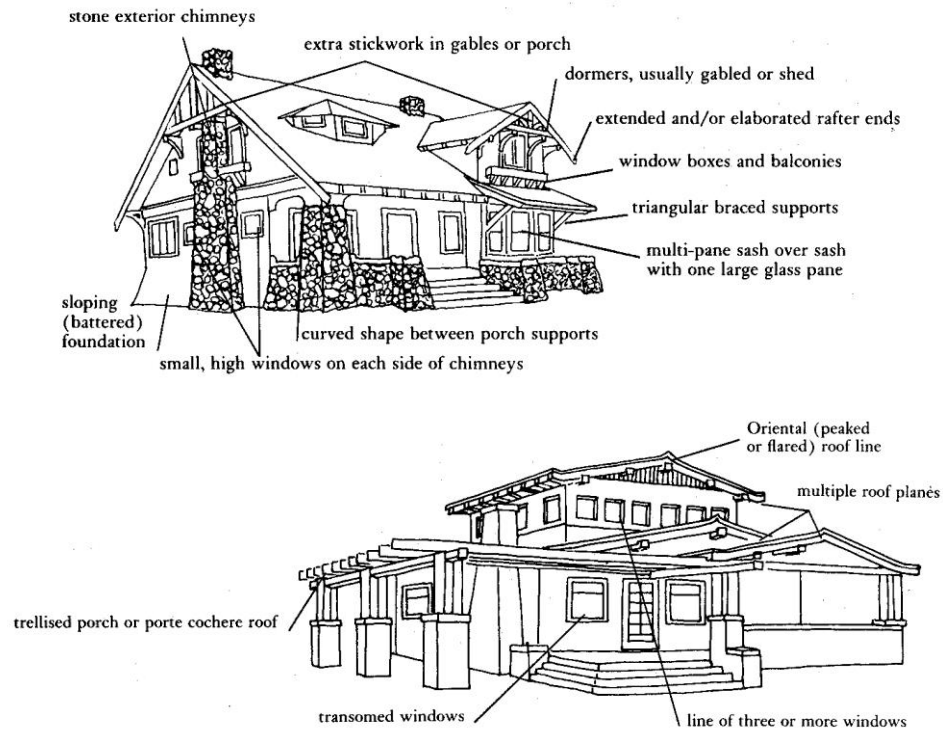 stone exterior chimneys
extra stickwork in gables or porch
dormers, usually gabled or shed
extended and/or elaborated rafter ends
window boxes and balconies
triangular braced supports
multi-pane sash over sash
with one large glass pane
sloping
(battered)
foundation
curved shape between porch supports
small, high windows on each side of chimneys
Oriental (peaked
or flared) roof line
multiple roof planes
trellised porch or porte cochere roof
transomed windows
line of three or more windows